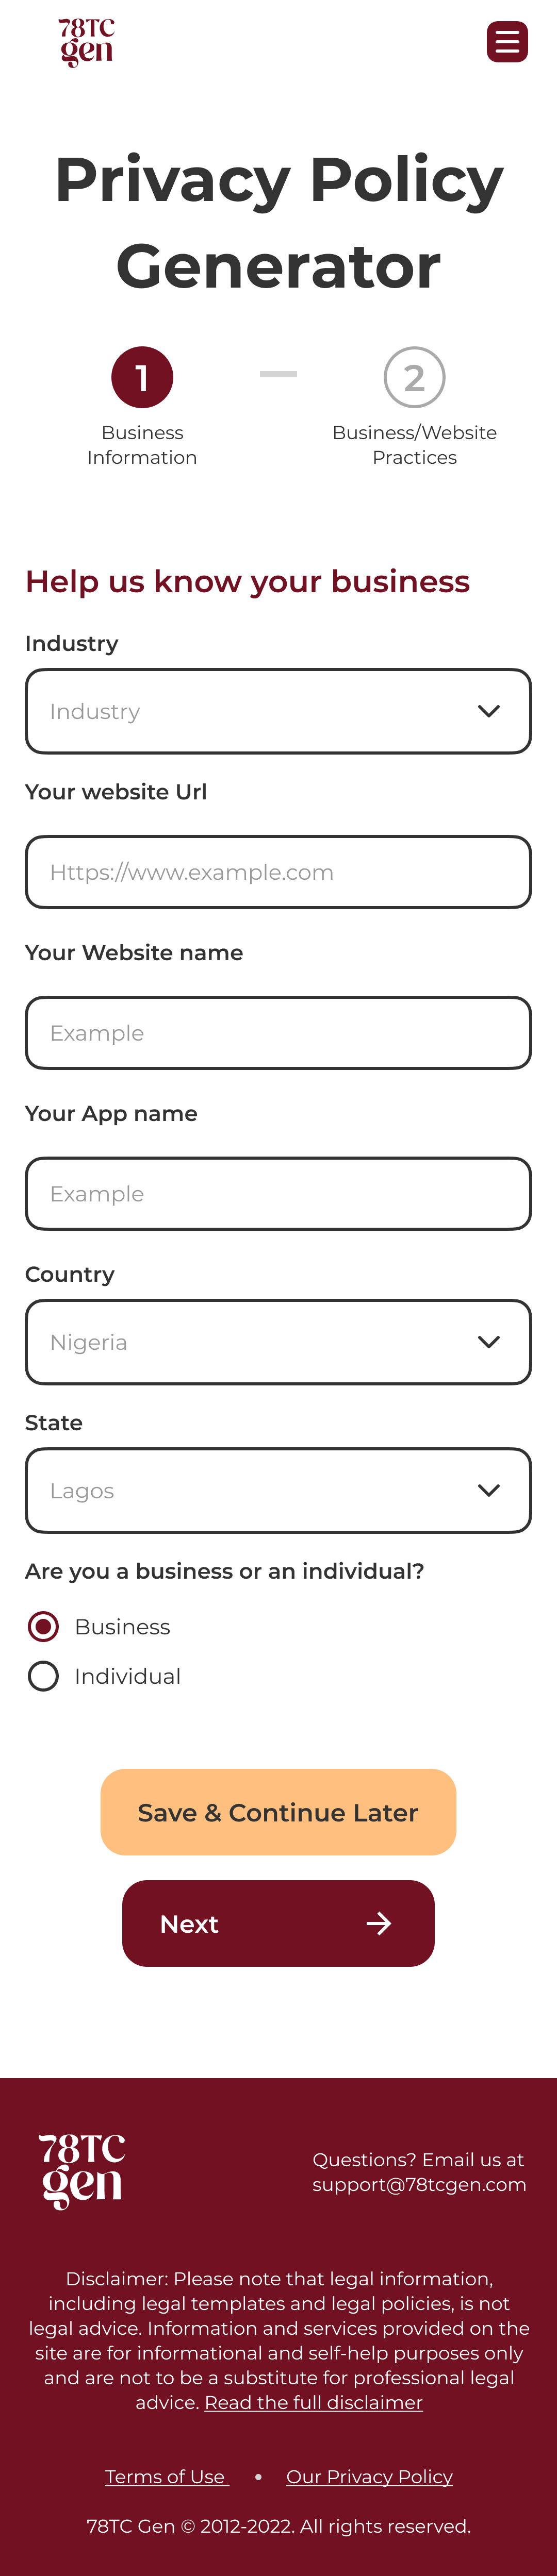 78TC
gen
Privacy Policy
Generator
1
2
Business
Information
Business/Website
Practices
Help us know your business
Industry
Industry
Your website Url
Https://www.example.com
Your Website name
Example
Your App name
Example
Country
Nigeria
State
Lagos
Are you a business or an individual?
Business
Individual
Save & Continue Later
Next
78TC
gen
Questions? Email us at
support@78tcgen.com
Disclaimer: Please note that legal information,
including legal templates and legal policies, is not
legal advice. Information and services provided on the
site are for informational and self-help purposes only
and are not to be a substitute for professional legal
advice. Read the full disclaimer
Terms of Use • Our Privacy Policy
78TC Gen © 2012-2022. All rights reserved.